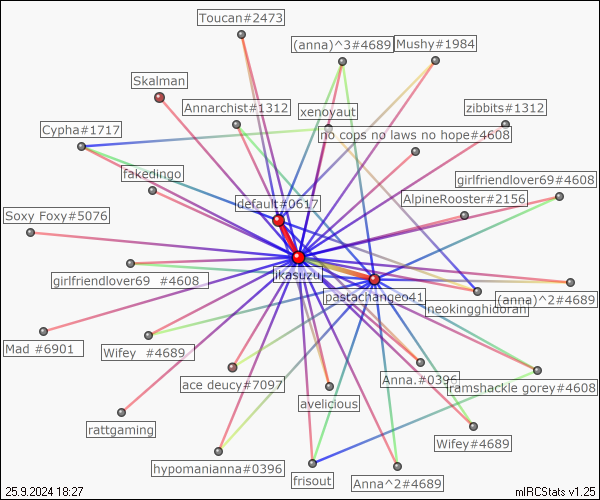 Toucan#2473
(anna)^3#4689
Mushy#1984
Skalman
Annarchist#1312
xenoyaut
zibbits#1312
Cypha#1717
no cops no laws no hope#4608
fakedingo
girlfriendlover69#4608
default#0617
AlpineRooster#2156
Soxy Foxy#5076
ikasuzu
girlfriendlover69 #4608
pastachangeo41
(anna)^2#4689
neokingghidorah
Mad #6901
Wifey #4689
ace deucy#7097
Anna.#0396
ramshackle gorey#4608
avelicious
rattgaming
Wifey#4689
hypomanianna#0396
frisout
Anna^2#4689
25.9.2024 18:27
mIRCStats v1.25